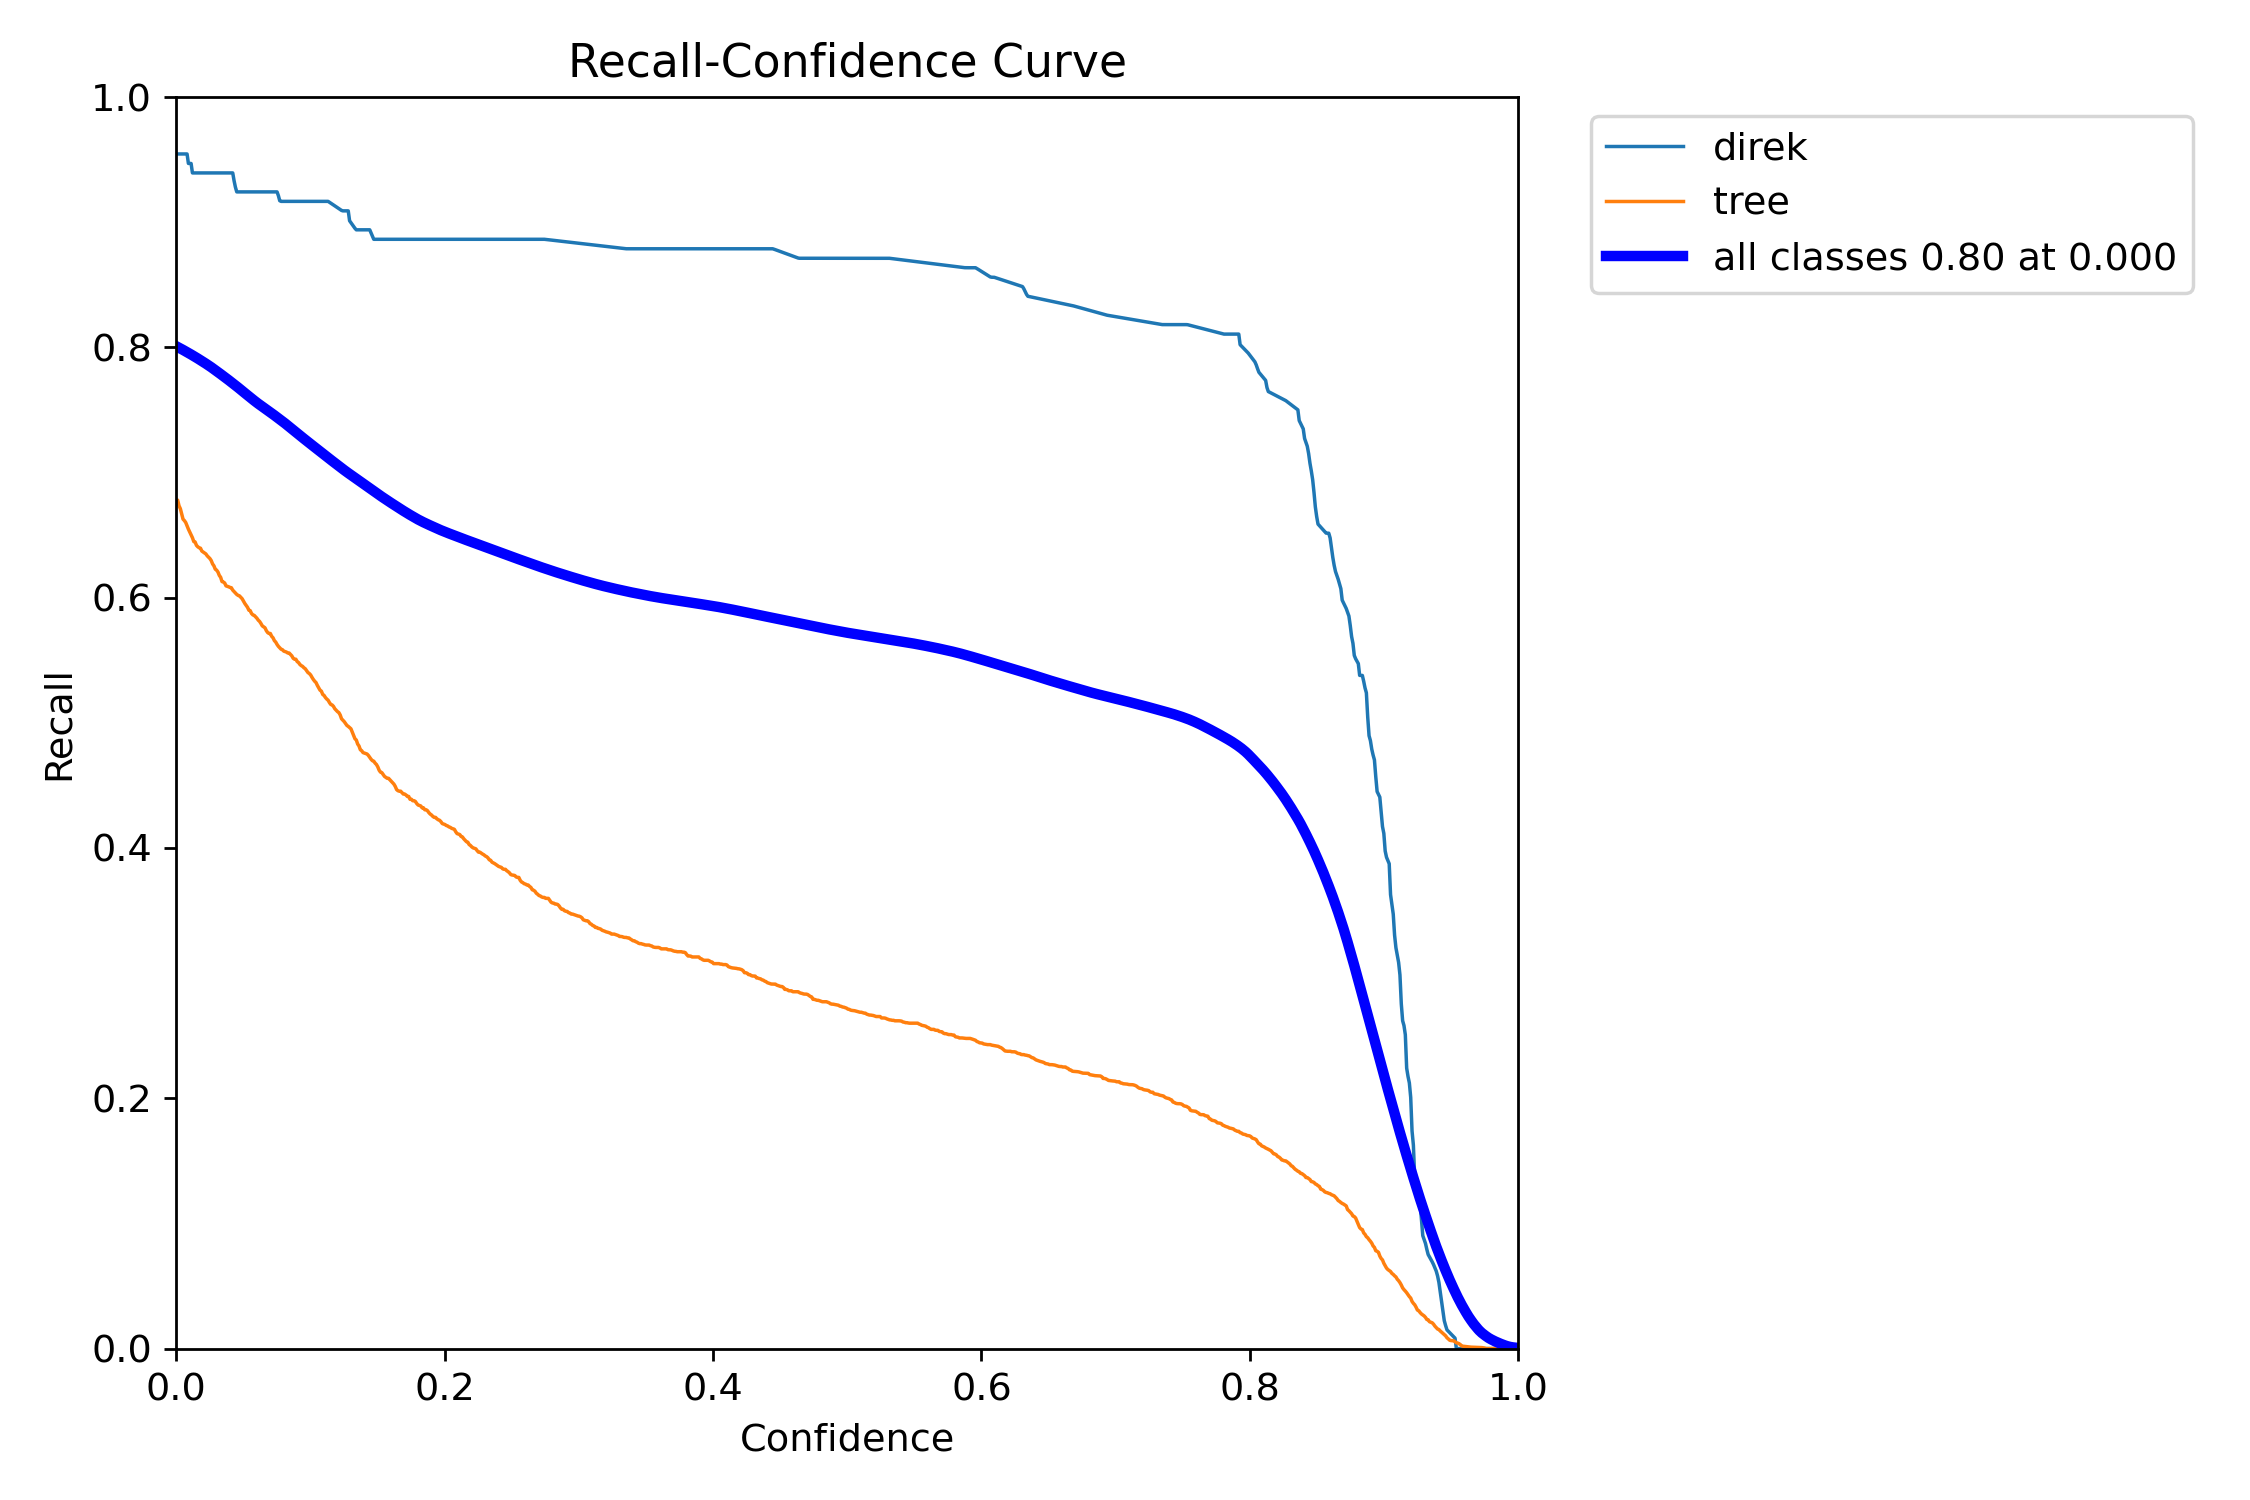 Recall-Confidence Curve
1.0
0.8
0.6
0.4
0.2
0.0
Recall
0.0 0.2 0.4 0.6 0.8 1.0
Confidence
direk
tree
all classes 0.80 at 0.000